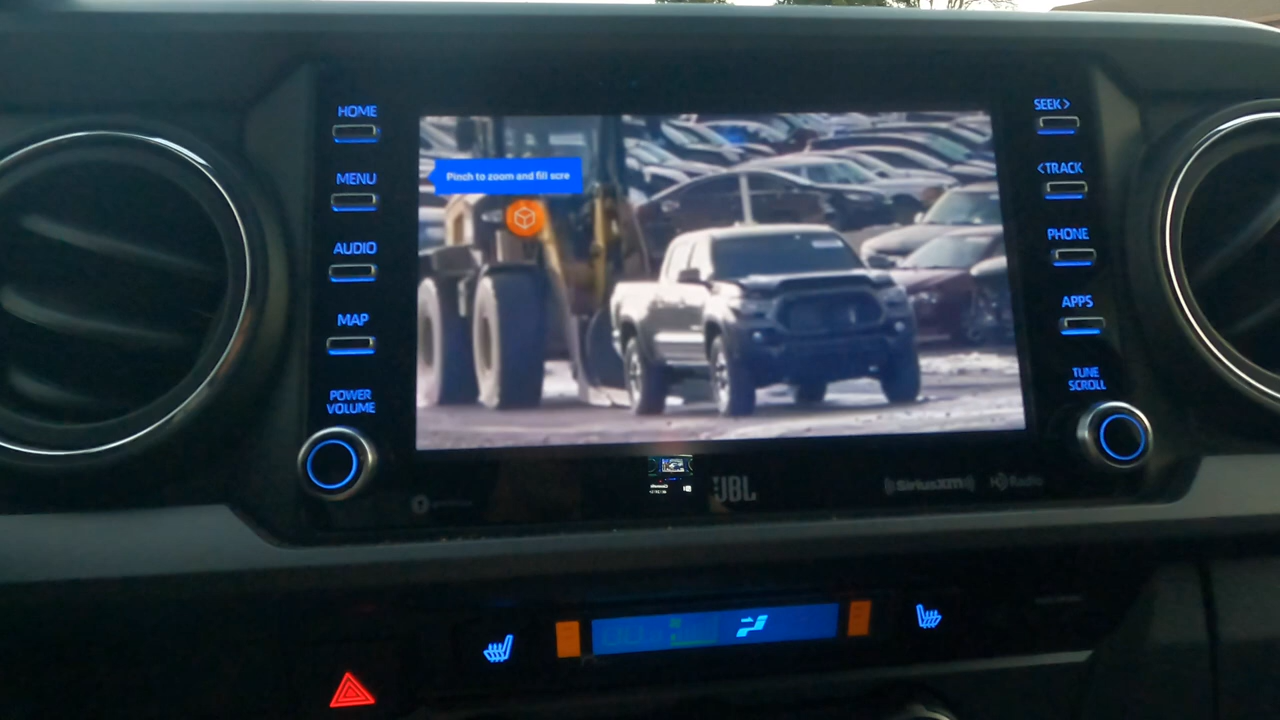 HOME
MENU
AUDIO
MAP
POWER
VOLUME
Pinch to zoom and fill scre
SEEK >
< TRACK
PHONE
APPS
TUNE
SCROLL
JBL
SiriusXM
HD Radio